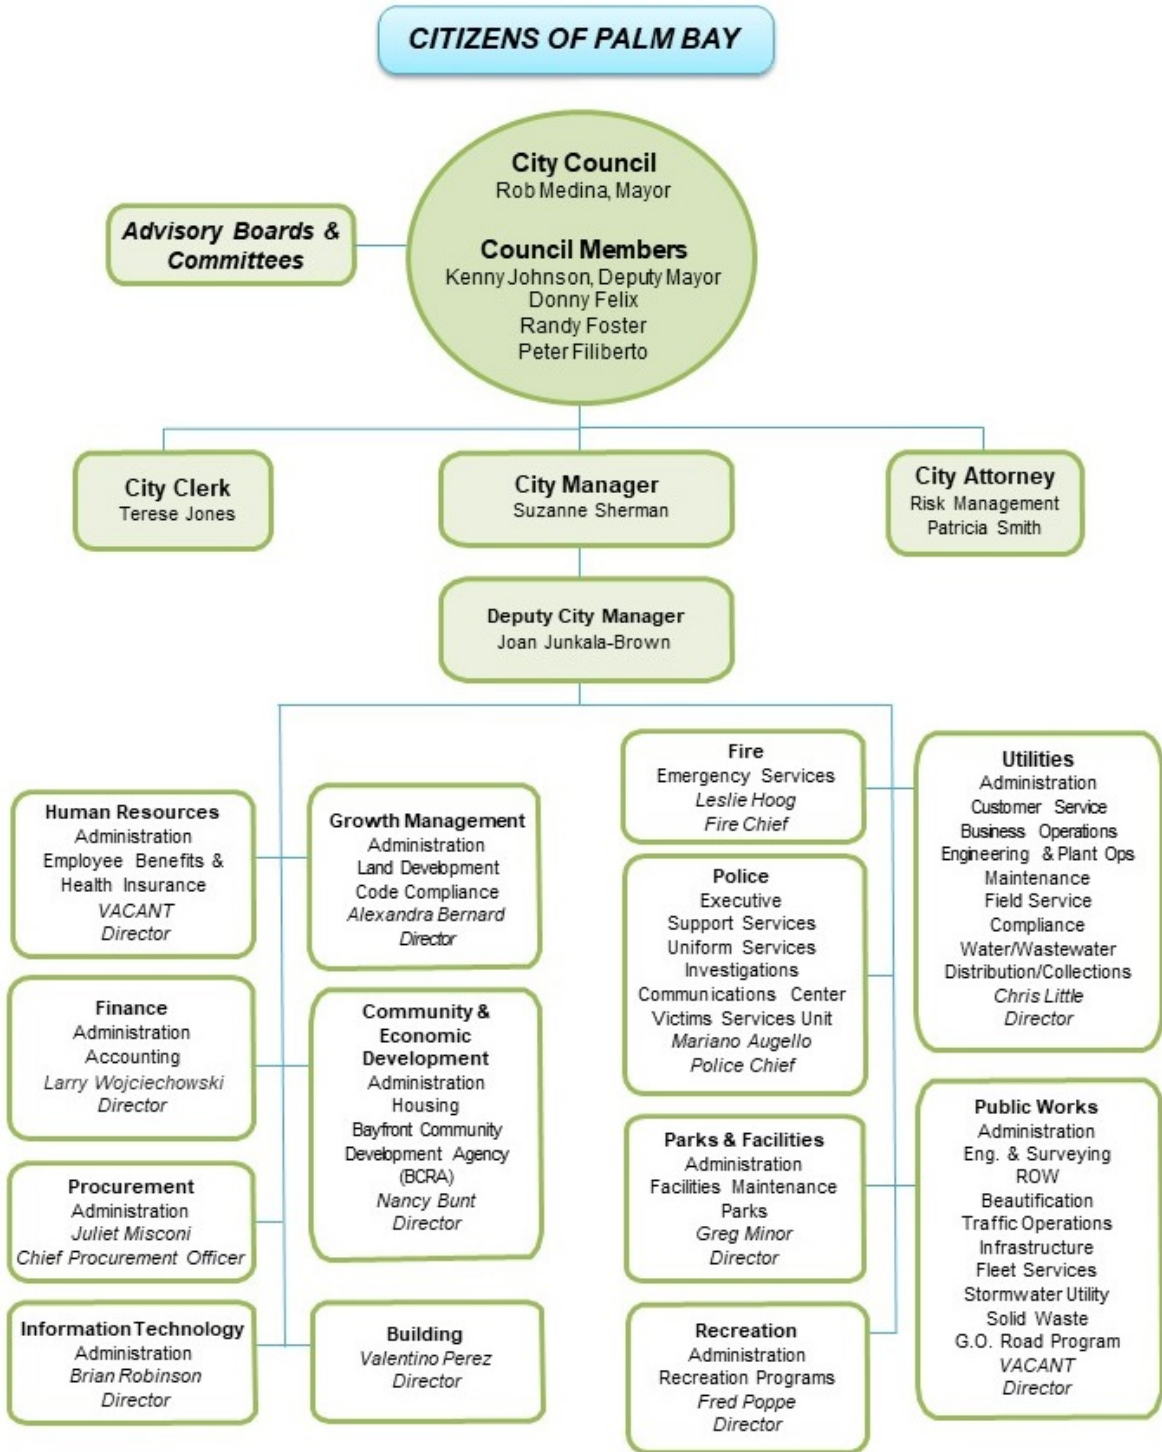 CITIZENS OF PALM BAY
City Council
Rob Medina, Mayor
Council Members
Kenny Johnson, Deputy Mayor
Donny Felix
Randy Foster
Peter Filiberto
Advisory Boards &
Committees
City Clerk
Terese Jones
City Manager
Suzanne Sherman
City Attorney
Risk Management
Patricia Smith
Deputy City Manager
Joan Junkala-Brown
Human Resources
Administration
Employee Benefits &
Health Insurance
VACANT
Director
Growth Management
Administration
Land Development
Code Compliance
Alexandra Bernard
Director
Finance
Administration
Accounting
Larry Wojciechowski
Director
Community &
Economic
Development
Administration
Housing
Bayfront Community
Development Agency
(BCRA)
Nancy Bunt
Director
Procurement
Administration
Juliet Misconi
Chief Procurement Officer
Information Technology
Administration
Brian Robinson
Director
Building
Valentino Perez
Director
Fire
Emergency Services
Leslie Hoog
Fire Chief
Utilities
Administration
Customer Service
Business Operations
Engineering & Plant Ops
Maintenance
Field Service
Compliance
Water/Wastewater
Distribution/Collections
Chris Little
Director
Police
Executive
Support Services
Uniform Services
Investigations
Communications Center
Victims Services Unit
Mariano Augello
Police Chief
Parks & Facilities
Administration
Facilities Maintenance
Parks
Greg Minor
Director
Public Works
Administration
Eng. & Surveying
ROW
Beautification
Traffic Operations
Infrastructure
Fleet Services
Stormwater Utility
Solid Waste
G.O. Road Program
VACANT
Director
Recreation
Administration
Recreation Programs
Fred Poppe
Director